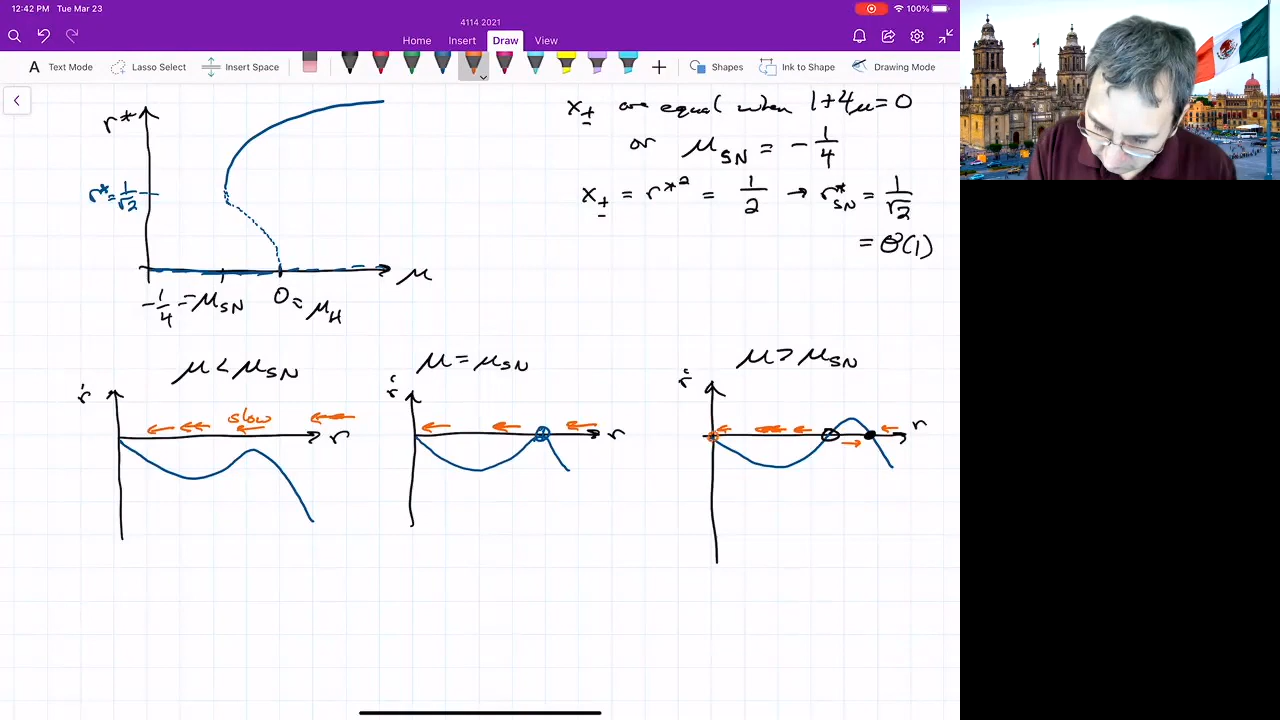 12:42 PM Tue Mar 23
100%
4114 2021
Home Insert Draw View
Text Mode Lasso Select Insert Space Shapes Ink to Shape Drawing Mode
r*
r* = 1/√2
μ
-1/4 = μSN 0 = μH
x± are equal when 1+4μ=0
or μSN = -1/4
x± = r*² = 1/2 → r*SN = 1/√2
= O(1)
μ < μSN
ṙ
slow
r
μ = μSN
ṙ
r
μ > μSN
ṙ
r